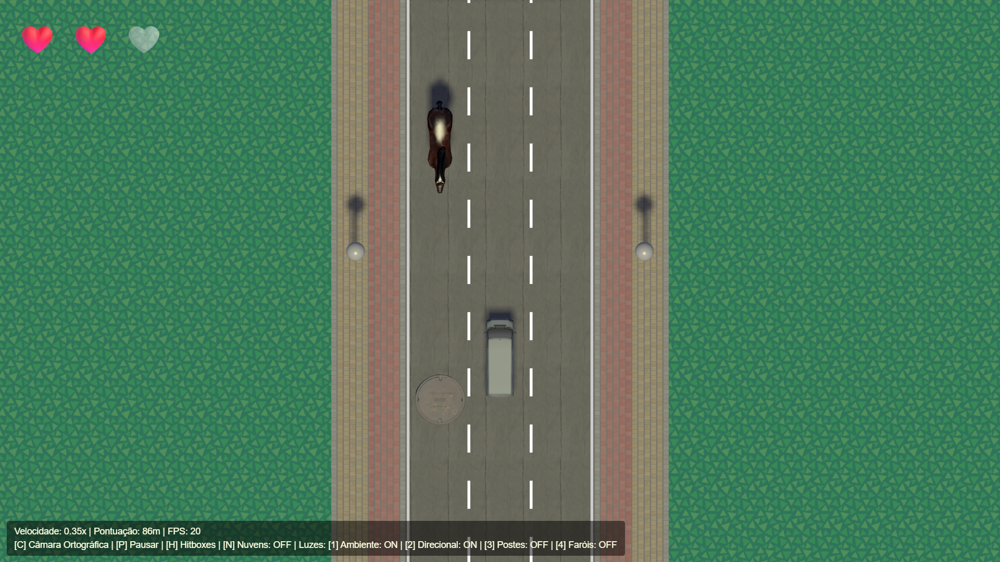 Velocidade: 0.35x | Pontuação: 86m | FPS: 20
[C] Câmara Ortográfica | [P] Pausar | [H] Hitboxes | [N] Nuvens: OFF | Luzes: [1] Ambiente: ON | [2] Direcional: ON | [3] Postes: OFF | [4] Faróis: OFF